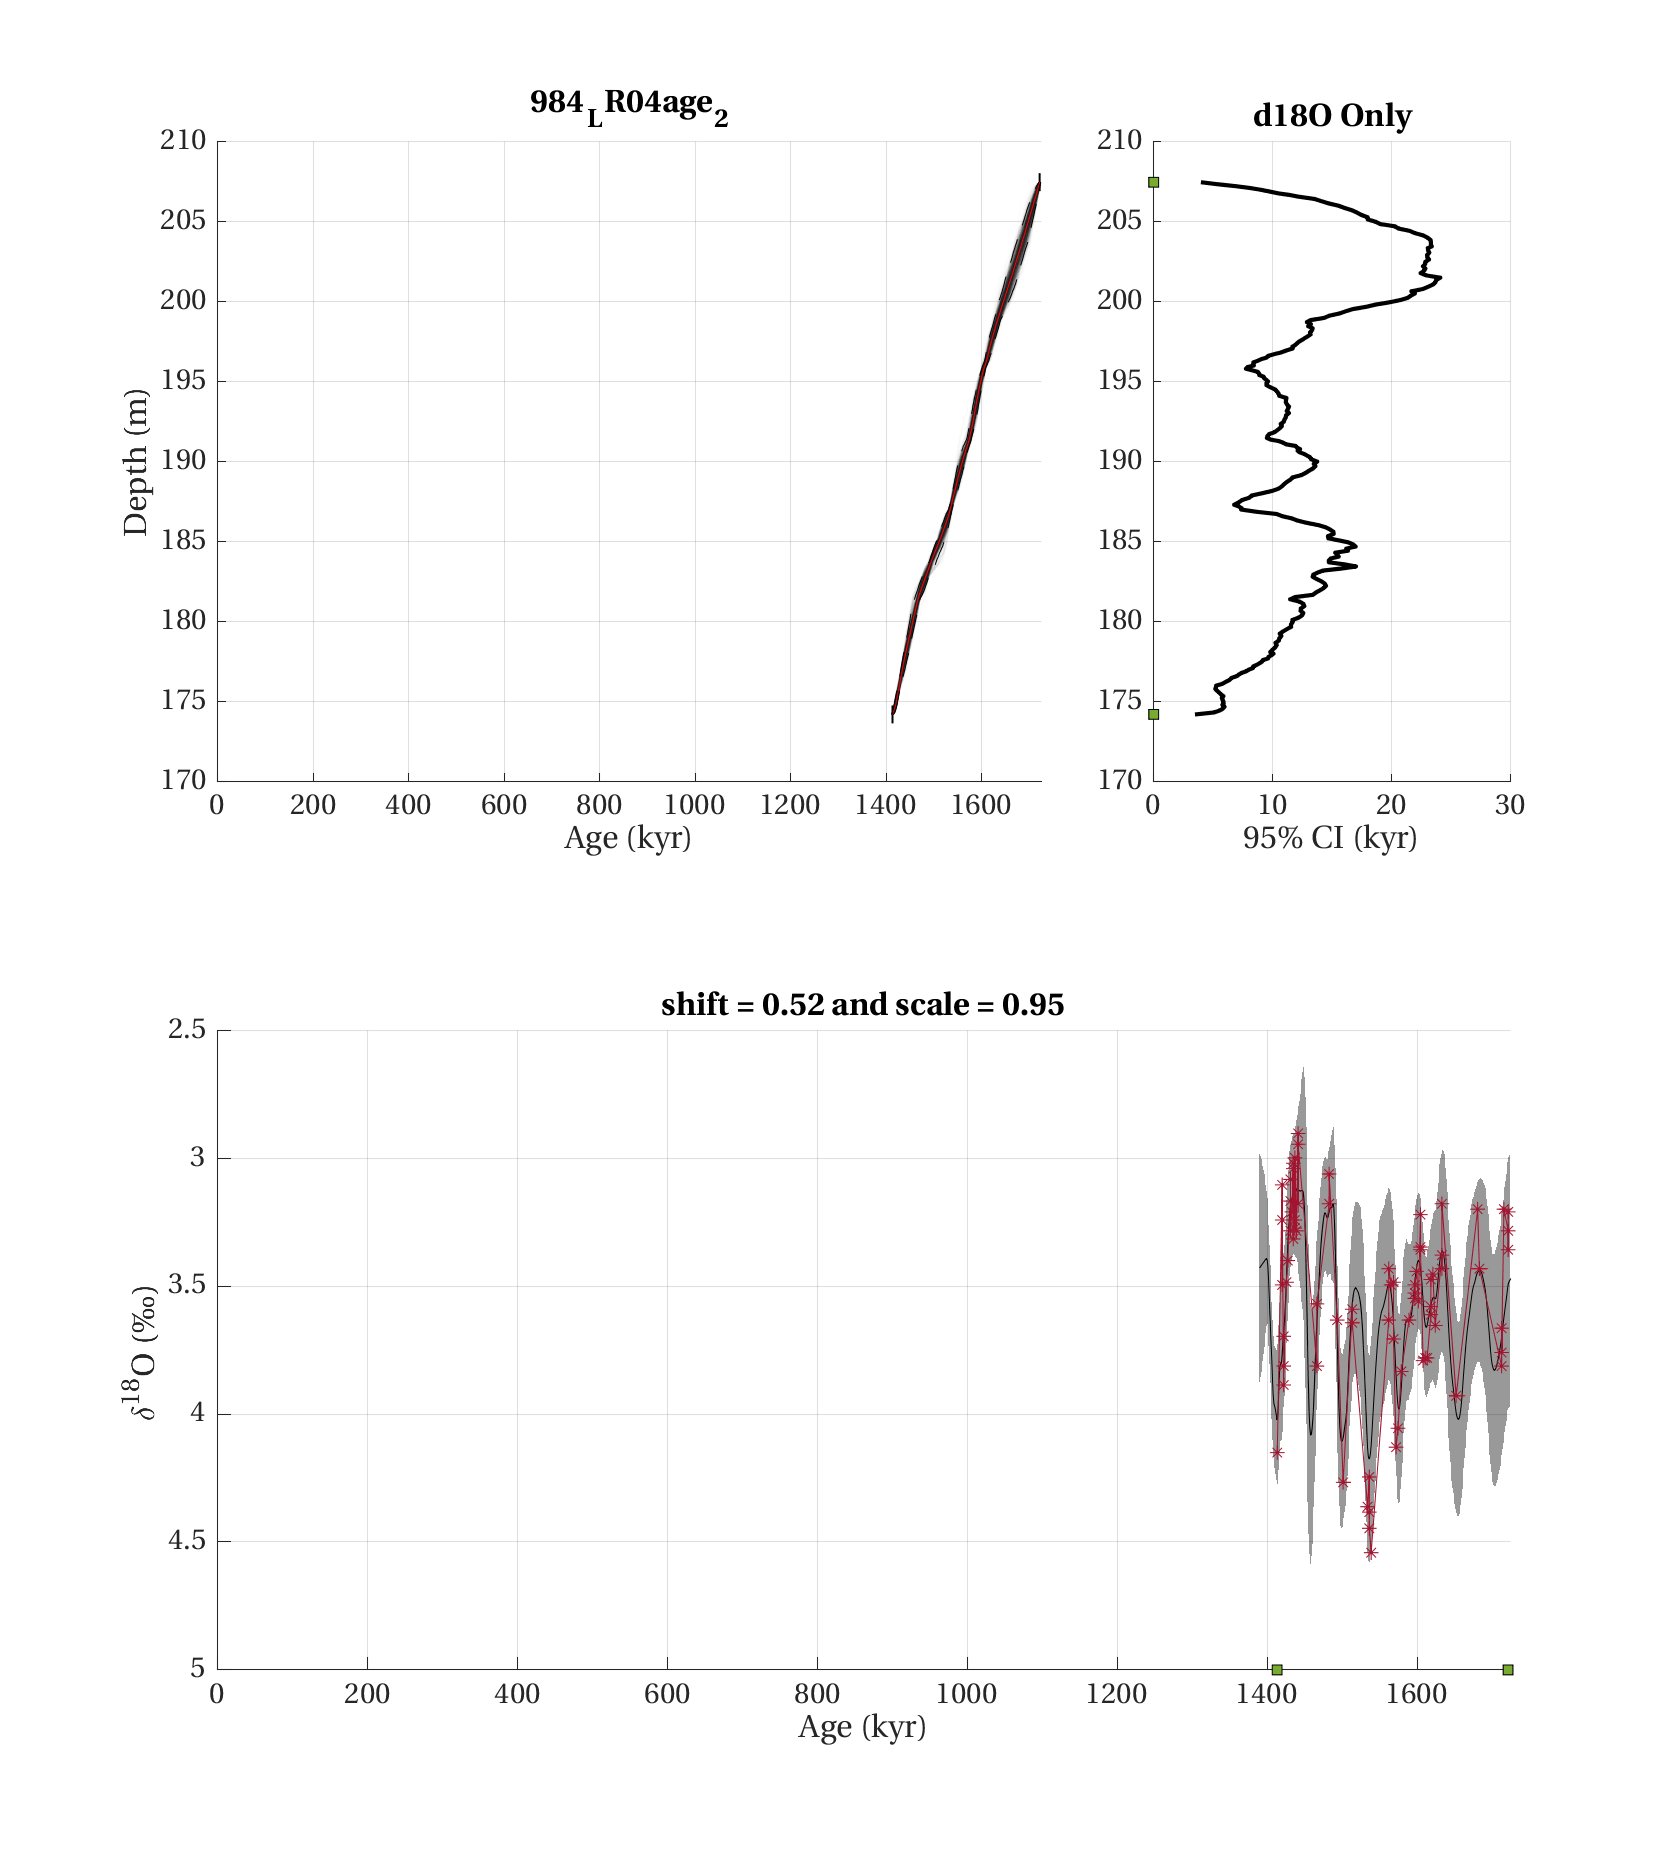 984_LR04age_2
d18O Only
210
205
200
195
190
185
180
175
170
Depth (m)
0 200 400 600 800 1000 1200 1400 1600
Age (kyr)
210
205
200
195
190
185
180
175
170
0 10 20 30
95% CI (kyr)
shift = 0.52 and scale = 0.95
2.5
3
3.5
4
4.5
5
δ18O (‰)
0 200 400 600 800 1000 1200 1400 1600
Age (kyr)